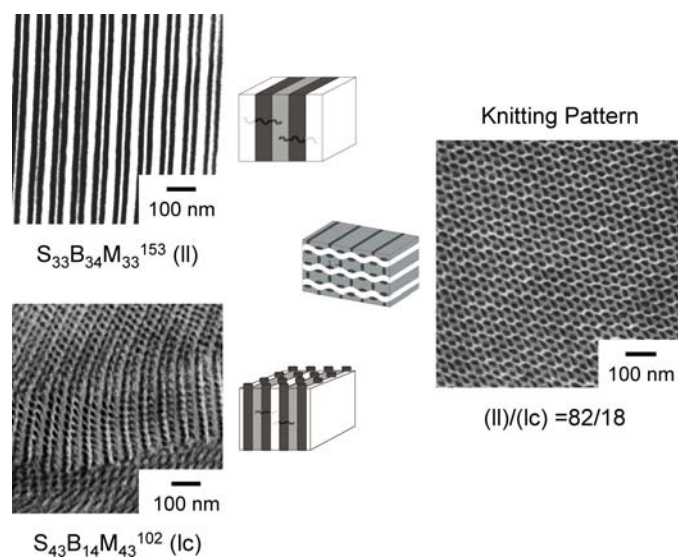 100 nm
S₃₃B₃₄M₃₃¹⁵³ (ll)
100 nm
S₄₃B₁₄M₄₃¹⁰² (lc)
Knitting Pattern
100 nm
(ll)/(lc) =82/18